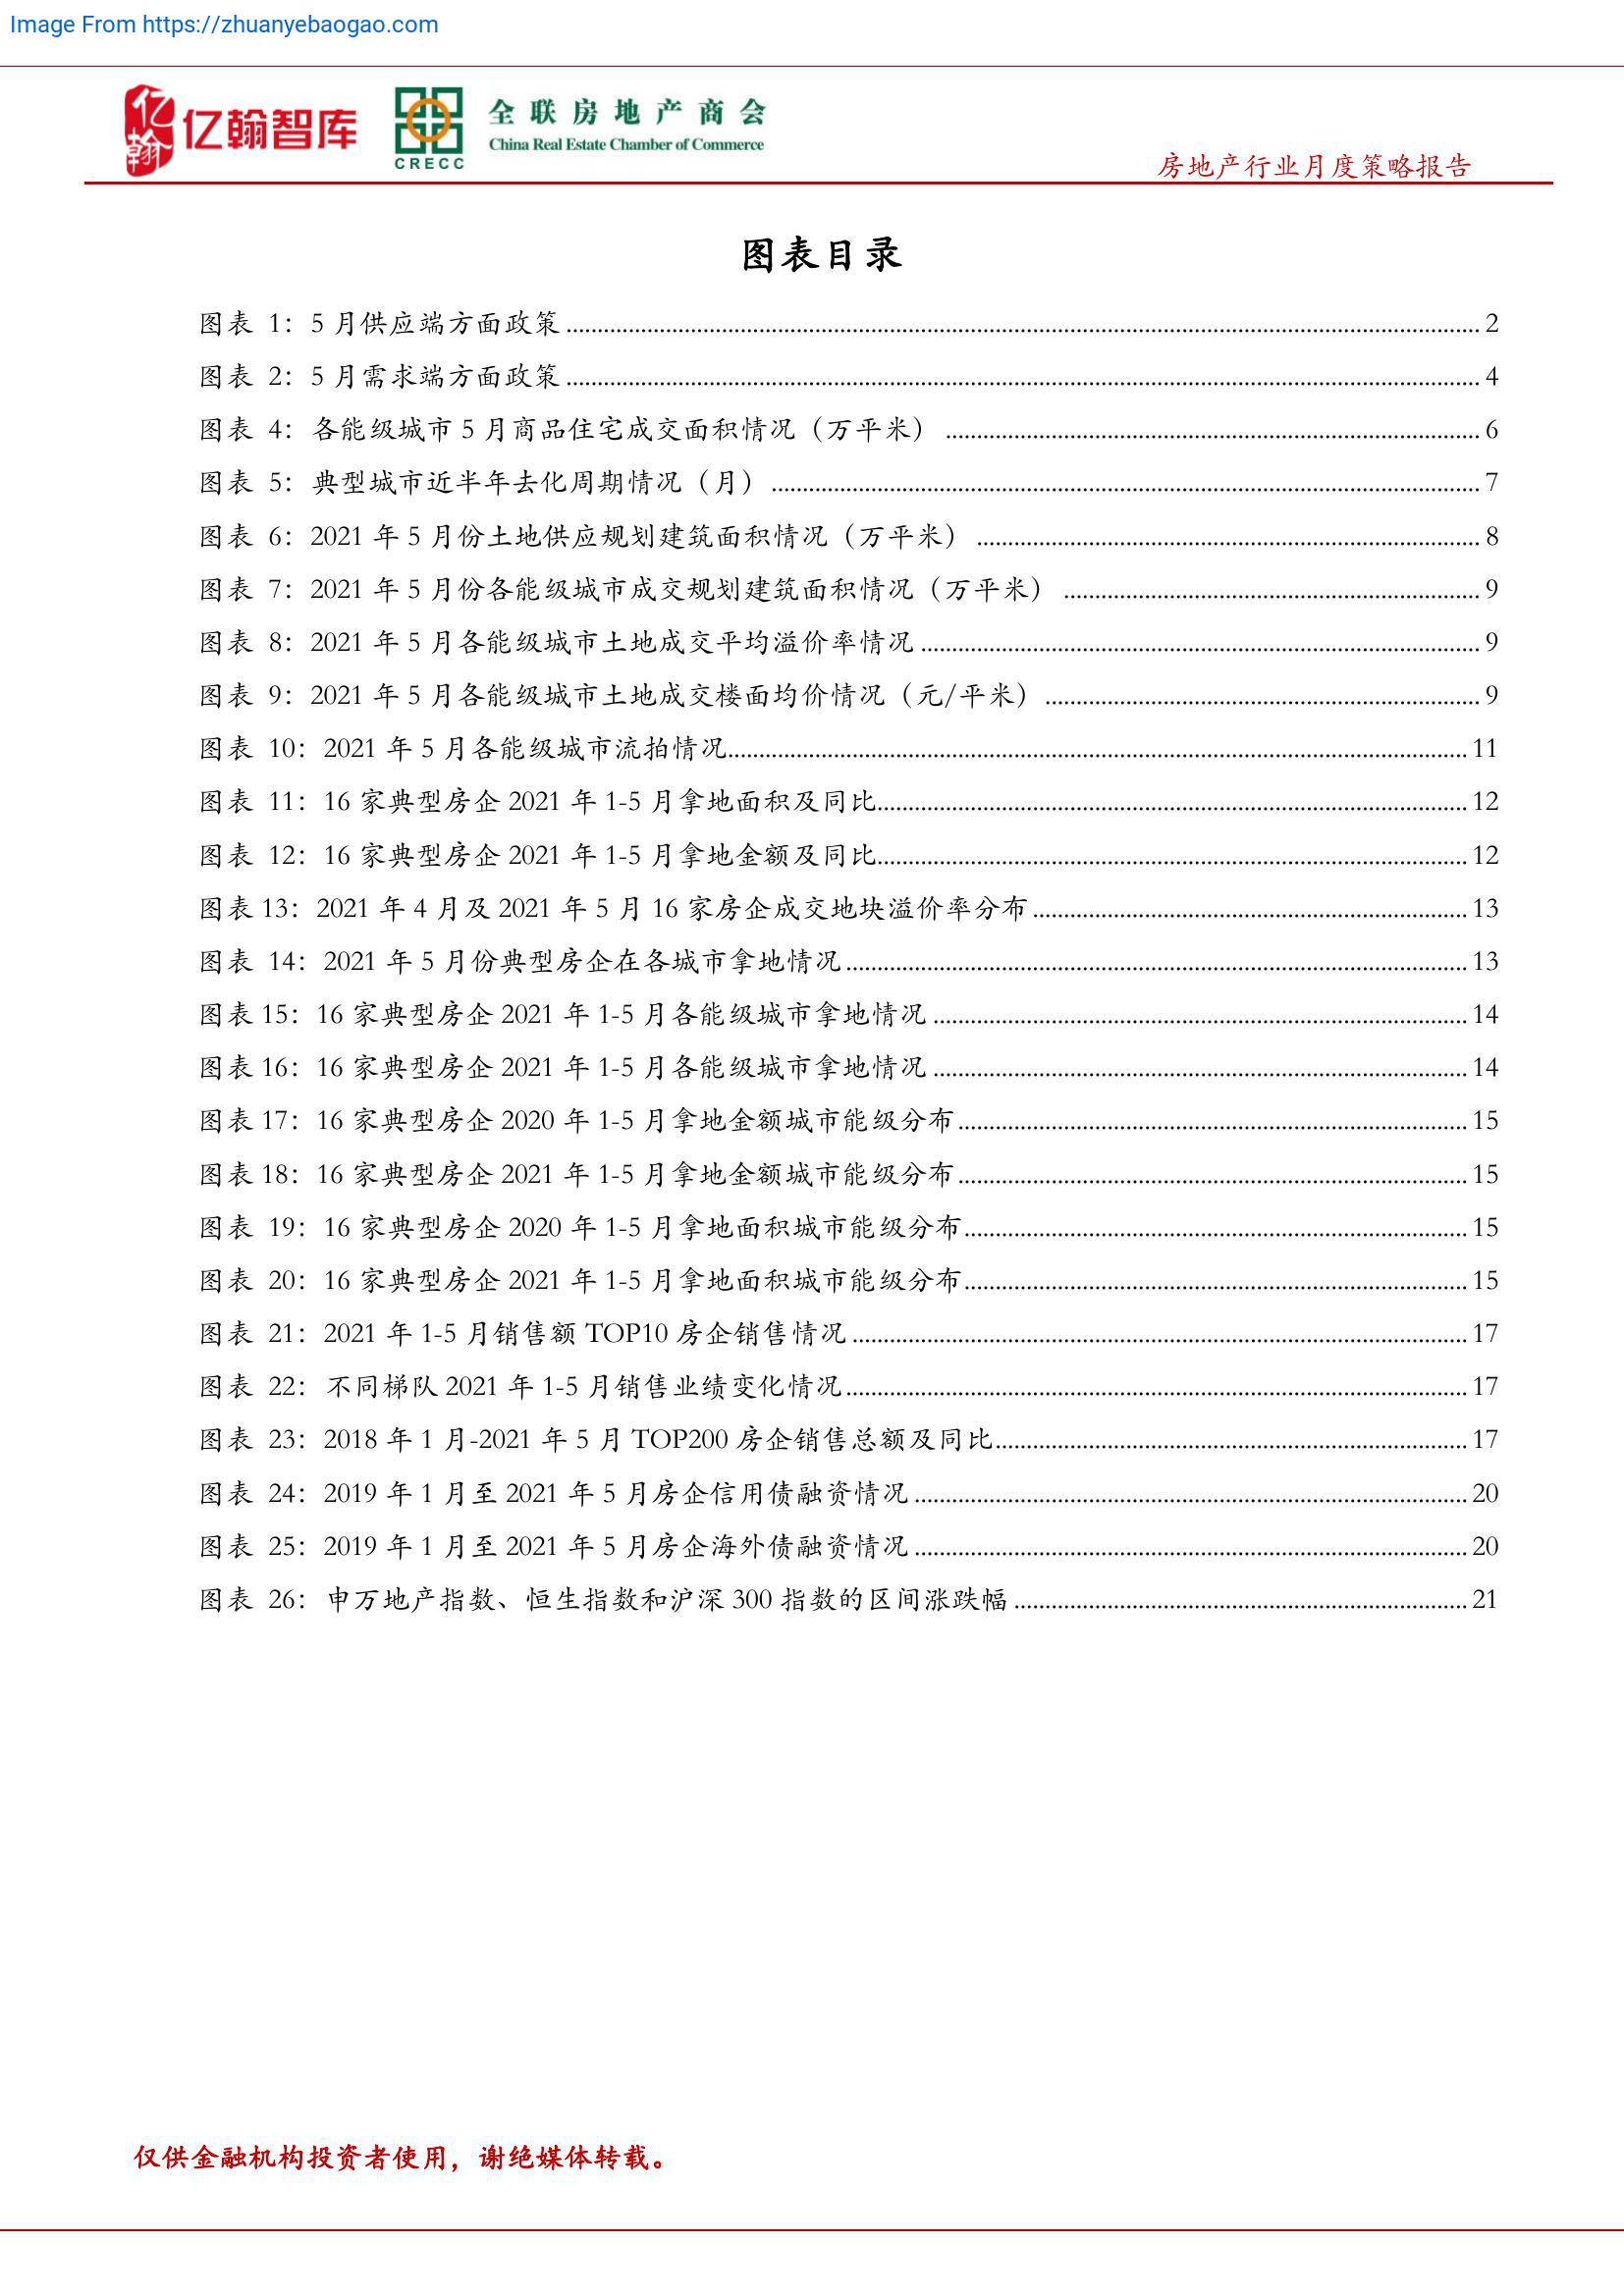 Image From https://zhuanyebaogao.com
亿翰
亿翰智库
CRECC
全联房地产商会
China Real Estate Chamber of Commerce
房地产行业月度策略报告
图表目录
图表 1：5 月供应端方面政策 2
图表 2：5 月需求端方面政策 4
图表 4：各能级城市 5 月商品住宅成交面积情况（万平米） 6
图表 5：典型城市近半年去化周期情况（月） 7
图表 6：2021 年 5 月份土地供应规划建筑面积情况（万平米） 8
图表 7：2021 年 5 月份各能级城市成交规划建筑面积情况（万平米） 9
图表 8：2021 年 5 月各能级城市土地成交平均溢价率情况 9
图表 9：2021 年 5 月各能级城市土地成交楼面均价情况（元/平米） 9
图表 10：2021 年 5 月各能级城市流拍情况 11
图表 11：16 家典型房企 2021 年 1-5 月拿地面积及同比 12
图表 12：16 家典型房企 2021 年 1-5 月拿地金额及同比 12
图表 13：2021 年 4 月及 2021 年 5 月 16 家房企成交地块溢价率分布 13
图表 14：2021 年 5 月份典型房企在各城市拿地情况 13
图表 15：16 家典型房企 2021 年 1-5 月各能级城市拿地情况 14
图表 16：16 家典型房企 2021 年 1-5 月各能级城市拿地情况 14
图表 17：16 家典型房企 2020 年 1-5 月拿地金额城市能级分布 15
图表 18：16 家典型房企 2021 年 1-5 月拿地金额城市能级分布 15
图表 19：16 家典型房企 2020 年 1-5 月拿地面积城市能级分布 15
图表 20：16 家典型房企 2021 年 1-5 月拿地面积城市能级分布 15
图表 21：2021 年 1-5 月销售额 TOP10 房企销售情况 17
图表 22：不同梯队 2021 年 1-5 月销售业绩变化情况 17
图表 23：2018 年 1 月-2021 年 5 月 TOP200 房企销售总额及同比 17
图表 24：2019 年 1 月至 2021 年 5 月房企信用债融资情况 20
图表 25：2019 年 1 月至 2021 年 5 月房企海外债融资情况 20
图表 26：申万地产指数、恒生指数和沪深 300 指数的区间涨跌幅 21
仅供金融机构投资者使用，谢绝媒体转载。